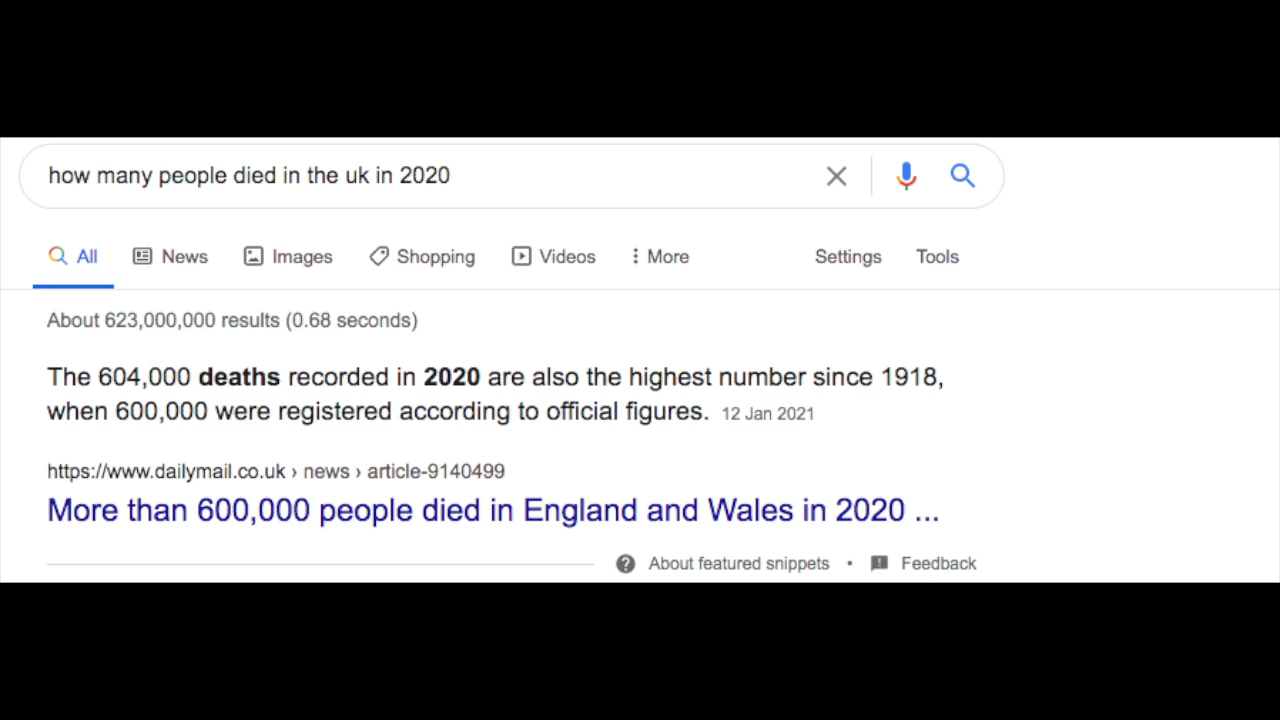 how many people died in the uk in 2020
All News Images Shopping Videos More Settings Tools
About 623,000,000 results (0.68 seconds)
The 604,000 deaths recorded in 2020 are also the highest number since 1918,
when 600,000 were registered according to official figures. 12 Jan 2021
https://www.dailymail.co.uk › news › article-9140499
More than 600,000 people died in England and Wales in 2020 ...
About featured snippets • Feedback